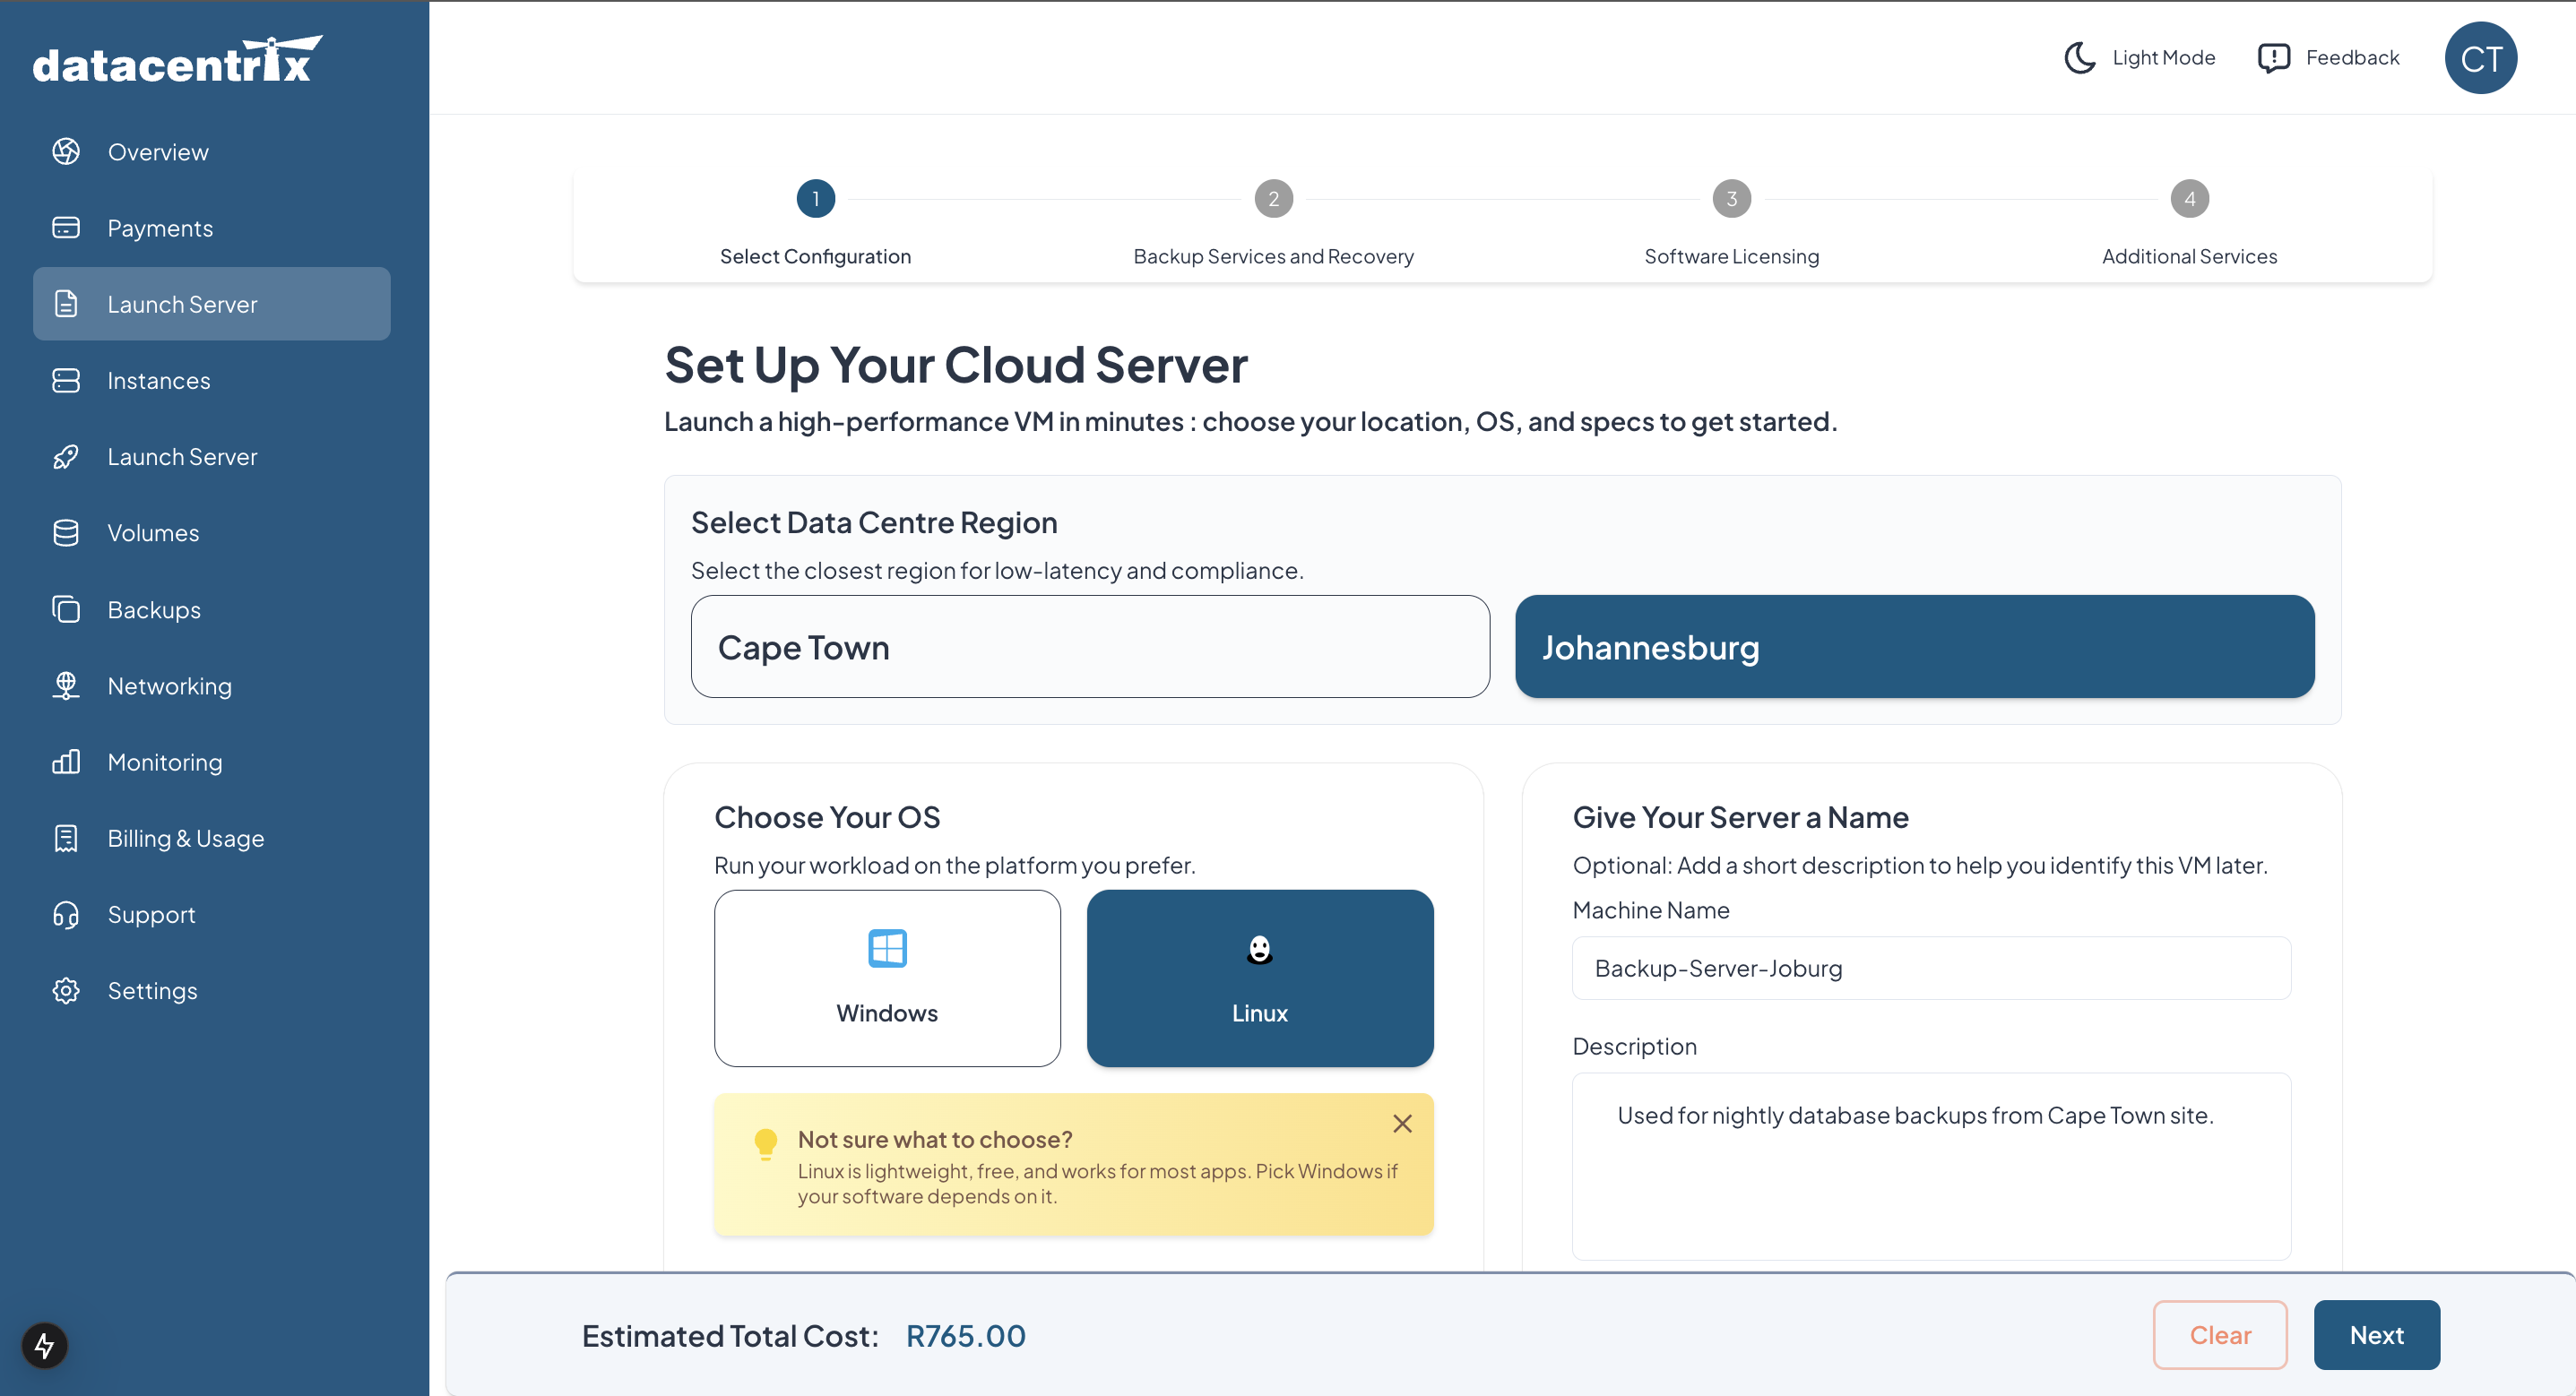 datacentrix
Overview
Payments
Launch Server
Instances
Launch Server
Volumes
Backups
Networking
Monitoring
Billing & Usage
Support
Settings
Light Mode
Feedback
CT
1
2
3
4
Select Configuration
Backup Services and Recovery
Software Licensing
Additional Services
Set Up Your Cloud Server
Launch a high-performance VM in minutes : choose your location, OS, and specs to get started.
Select Data Centre Region
Select the closest region for low-latency and compliance.
Cape Town
Johannesburg
Choose Your OS
Run your workload on the platform you prefer.
Windows
Linux
Not sure what to choose?
Linux is lightweight, free, and works for most apps. Pick Windows if
your software depends on it.
Give Your Server a Name
Optional: Add a short description to help you identify this VM later.
Machine Name
Backup-Server-Joburg
Description
Used for nightly database backups from Cape Town site.
Estimated Total Cost: R765.00
Clear
Next